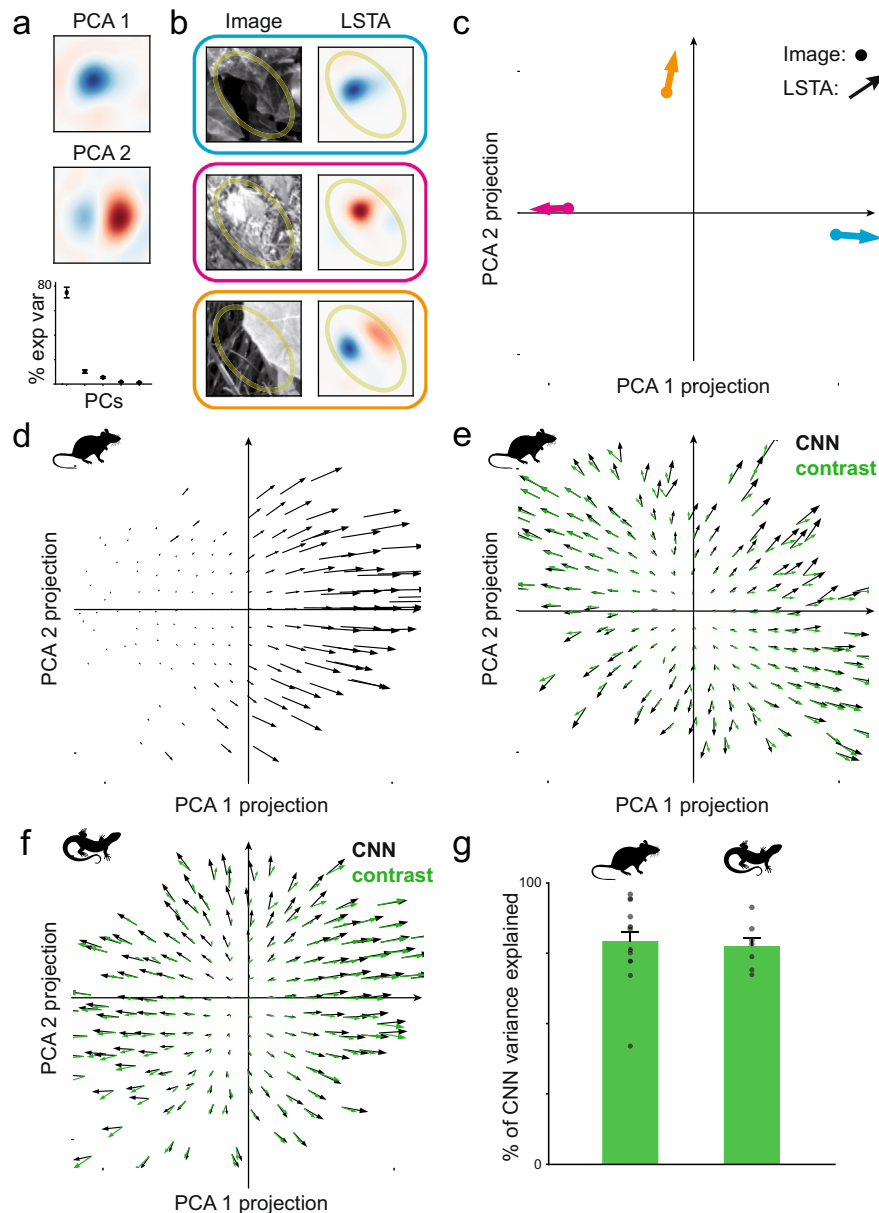 a
PCA 1
PCA 2
80
% exp var
PCs
b
Image
LSTA
c
Image:
LSTA:
PCA 2 projection
PCA 1 projection
d
PCA 2 projection
PCA 1 projection
e
CNN
contrast
PCA 2 projection
PCA 1 projection
f
CNN
contrast
PCA 2 projection
PCA 1 projection
g
100
0
% of CNN variance explained